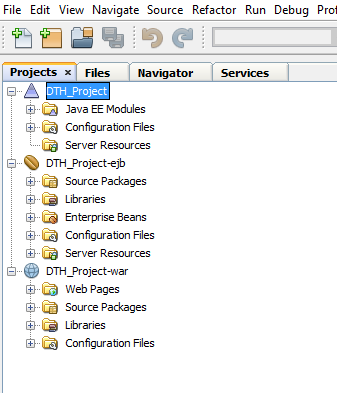 File Edit View Navigate Source Refactor Run Debug
Projects Files Navigator Services
DTH_Project
Java EE Modules
Configuration Files
Server Resources
DTH_Project-ejb
Source Packages
Libraries
Enterprise Beans
Configuration Files
Server Resources
DTH_Project-war
Web Pages
Source Packages
Libraries
Configuration Files